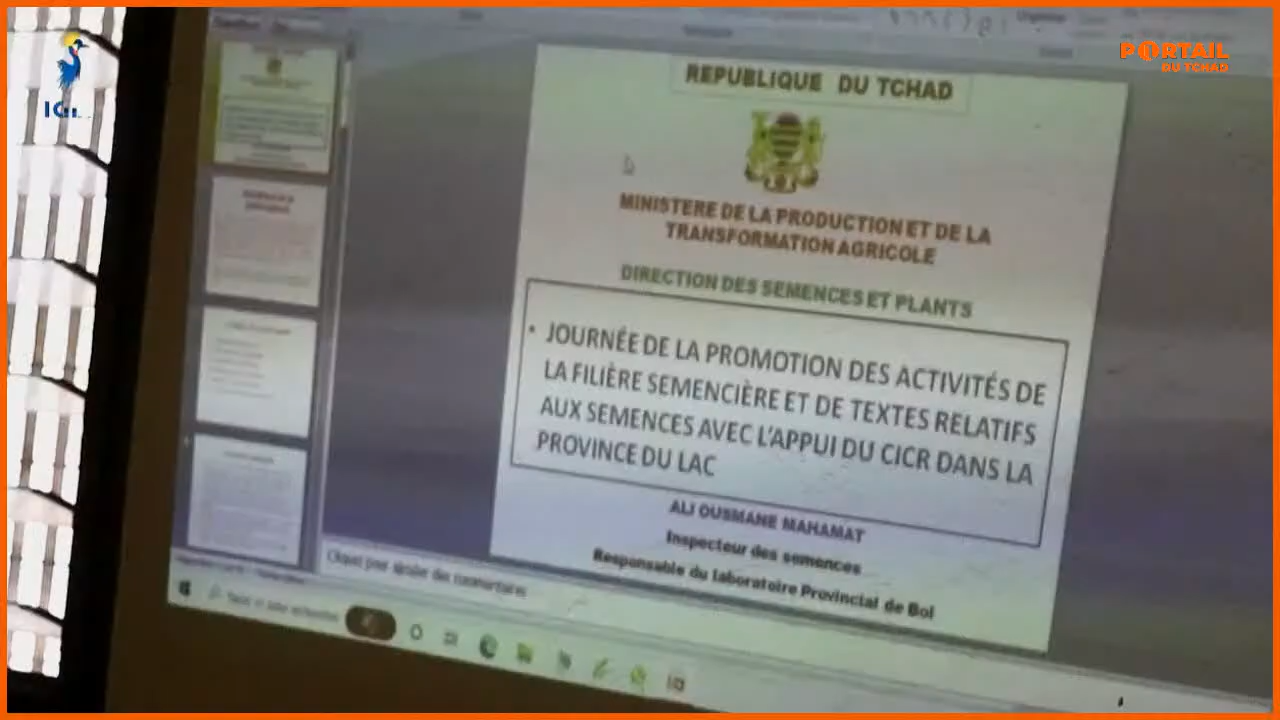 PORTAIL
DU TCHAD
REPUBLIQUE DU TCHAD
MINISTERE DE LA PRODUCTION ET DE LA
TRANSFORMATION AGRICOLE
DIRECTION DES SEMENCES ET PLANTS
• JOURNÉE DE LA PROMOTION DES ACTIVITÉS DE
LA FILIÈRE SEMENCIÈRE ET DE TEXTES RELATIFS
AUX SEMENCES AVEC L'APPUI DU CICR DANS LA
PROVINCE DU LAC
ALI OUSMANE MAHAMAT
Inspecteur des semences
Responsable du laboratoire Provincial de Bol
Cliquez pour ajouter des commentaires